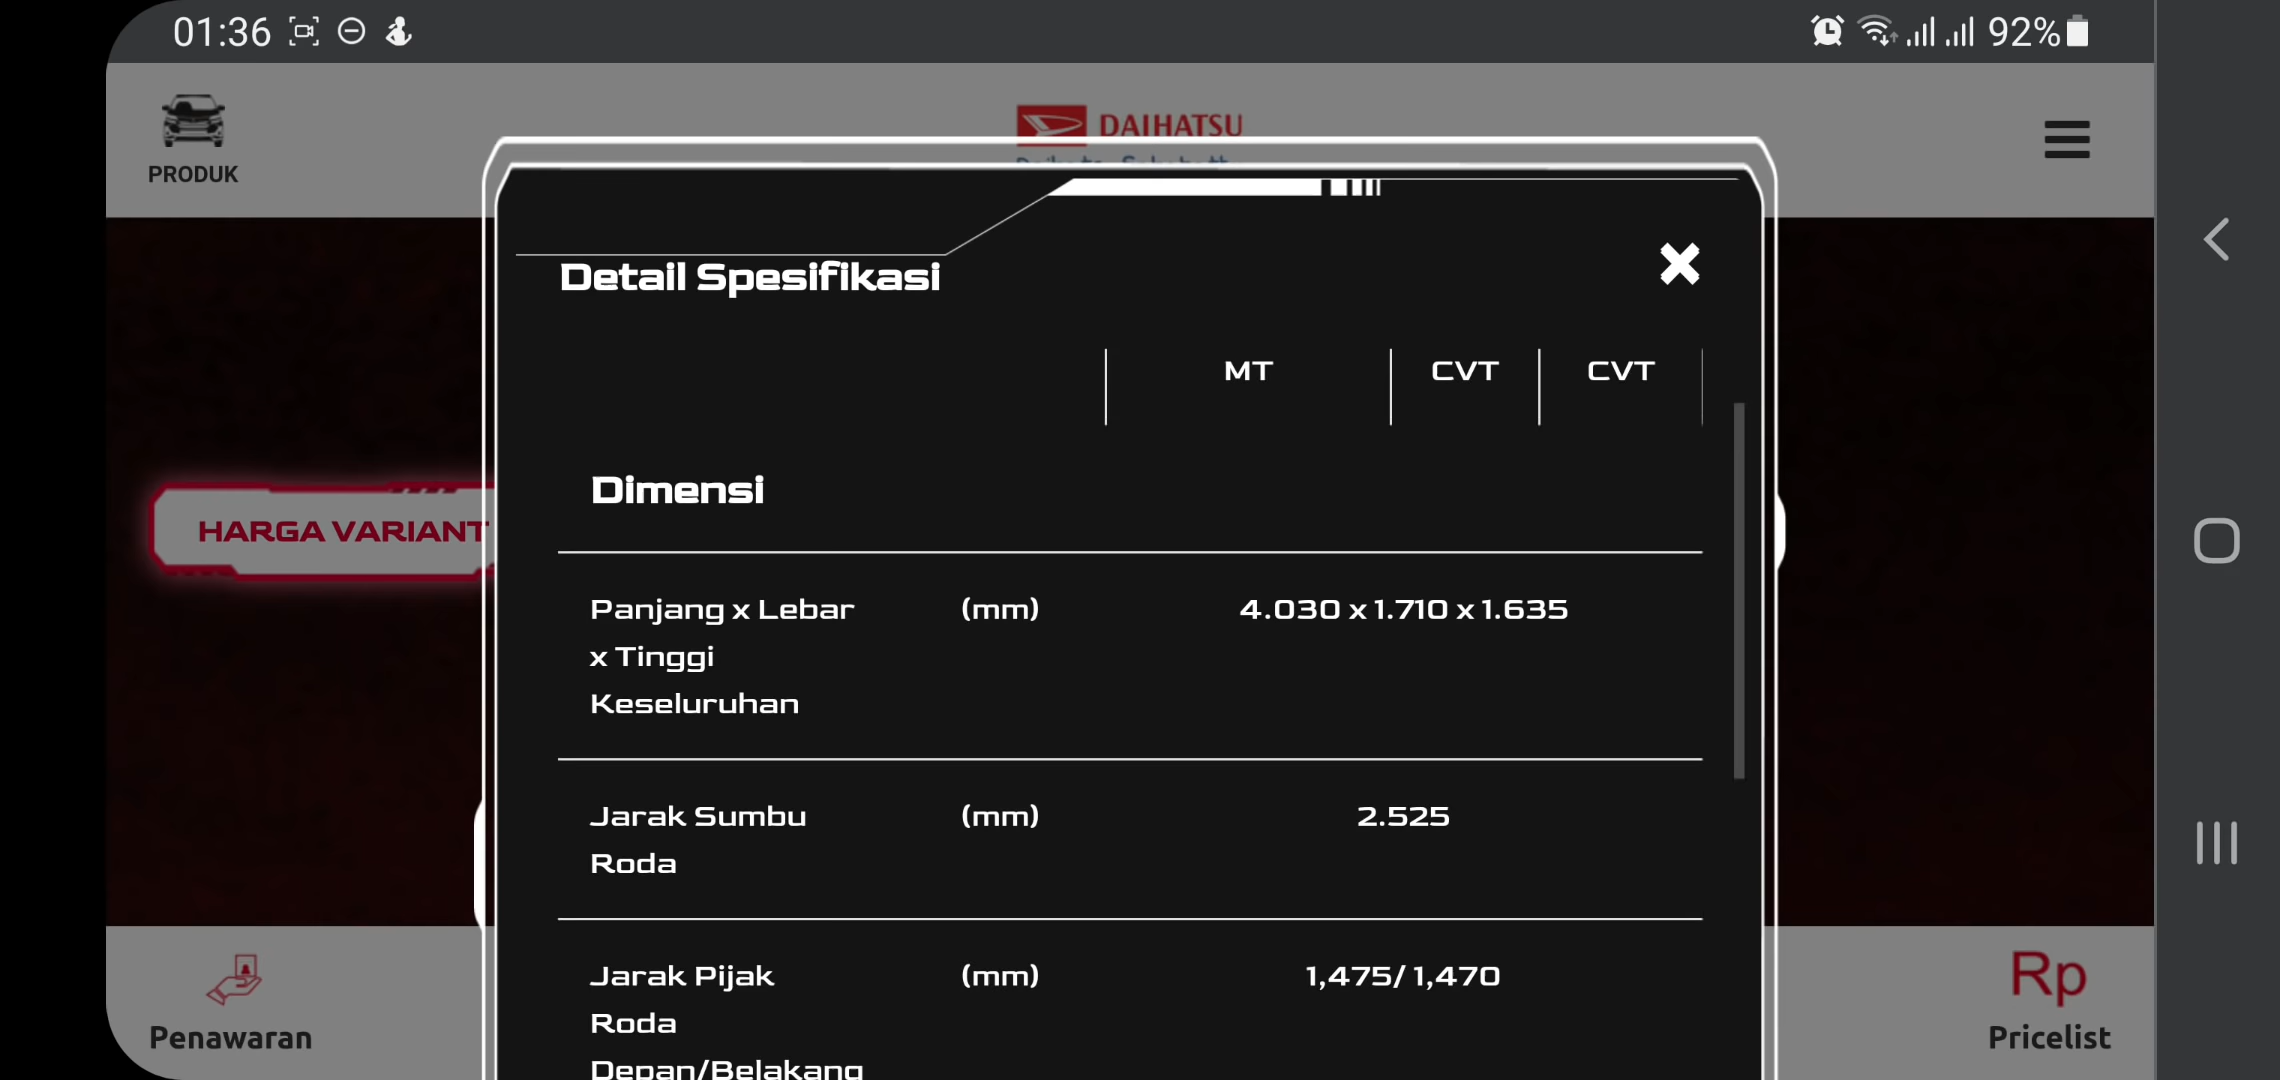 01:36
92%
PRODUK
DAIHATSU
Detail Spesifikasi
MT CVT CVT
Dimensi
HARGA VARIANT
Panjang x Lebar (mm) 4.030 x 1.710 x 1.635
x Tinggi
Keseluruhan
Jarak Sumbu (mm) 2.525
Roda
Jarak Pijak (mm) 1,475/ 1,470
Roda
Depan/Belakang
Penawaran
Rp
Pricelist